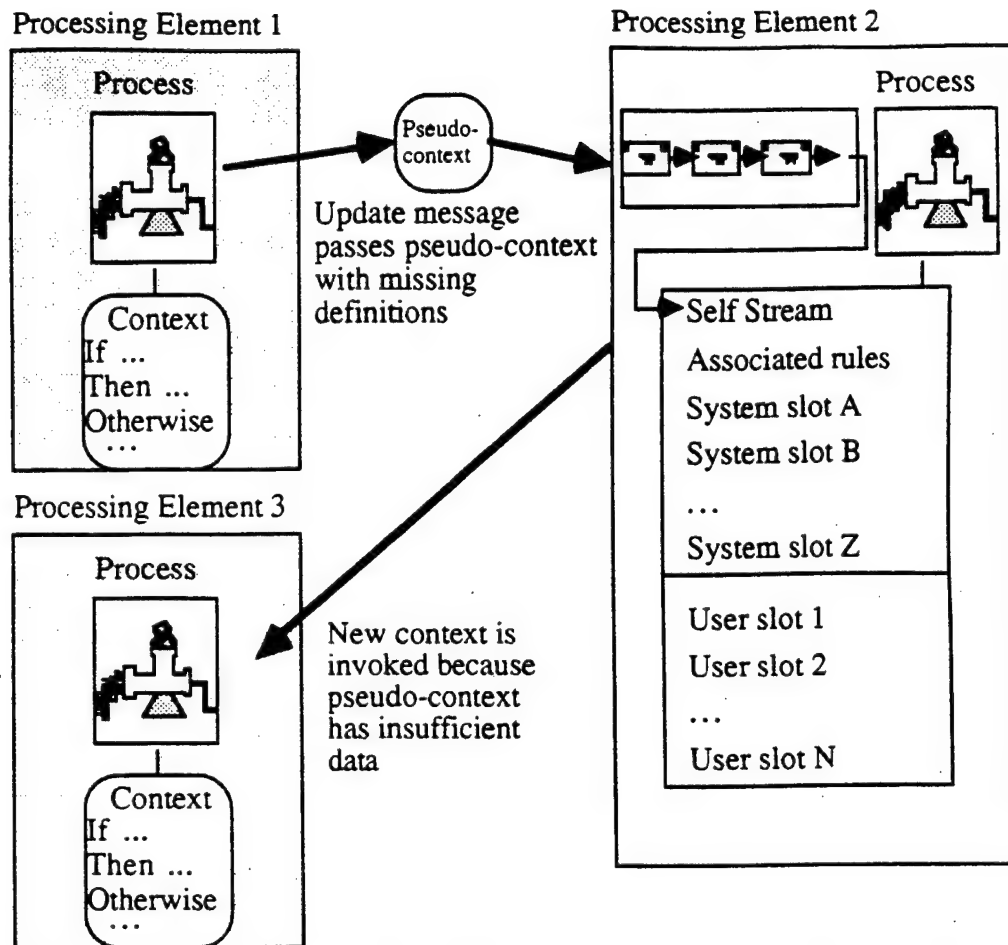 Processing Element 1
Process
Context
If ...
Then ...
Otherwise
...
Pseudo-
context
Update message
passes pseudo-context
with missing
definitions
Processing Element 2
Process
Self Stream
Associated rules
System slot A
System slot B
...
System slot Z
User slot 1
User slot 2
...
User slot N
Processing Element 3
Process
Context
If ...
Then ...
Otherwise
...
New context is
invoked because
pseudo-context
has insufficient
data